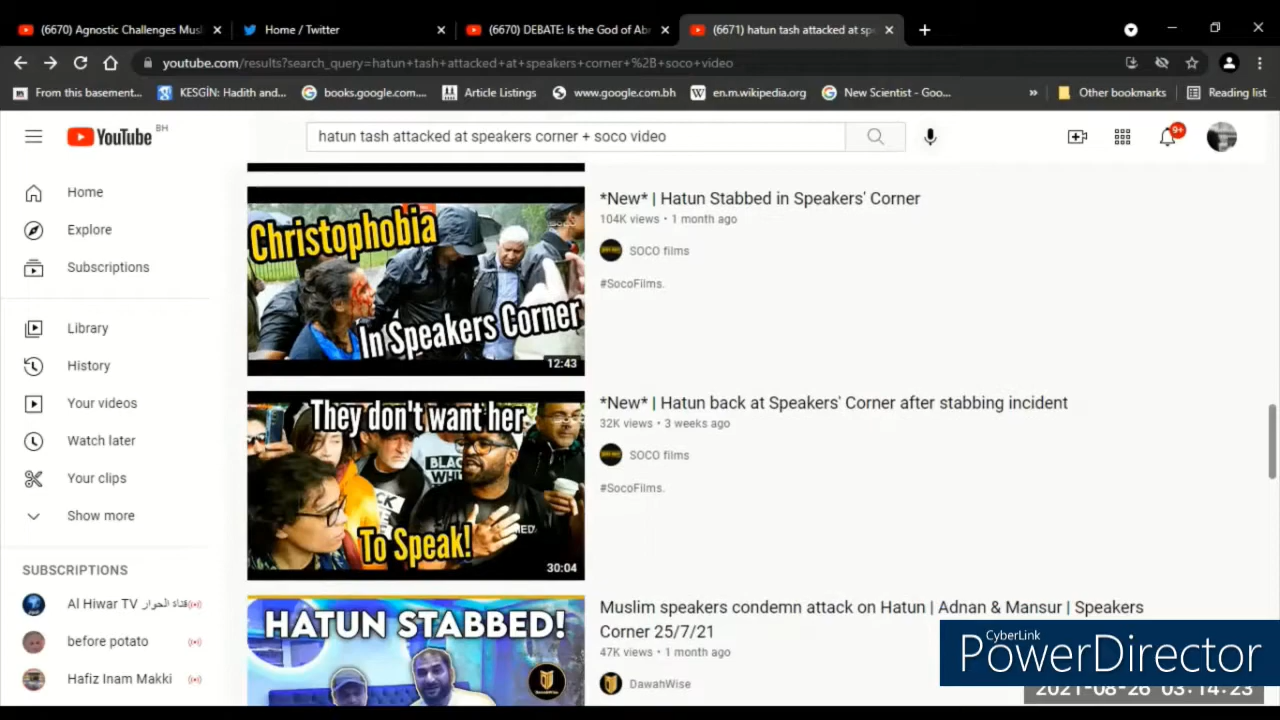 (6670) Agnostic Challenges Mus
Home / Twitter
(6670) DEBATE: Is the God of Ab
(6671) hatun tash attacked at sp
youtube.com/results?search_query=hatun+tash+attacked+at+speakers+corner+%2B+soco+video
From this basement...
KESGİN: Hadith and...
books.google.com....
Article Listings
www.google.com.bh
en.m.wikipedia.org
New Scientist - Goo...
»
Other bookmarks
Reading list
YouTube BH
hatun tash attacked at speakers corner + soco video
9+
Home
Explore
Subscriptions
Library
History
Your videos
Watch later
Your clips
Show more
SUBSCRIPTIONS
Al Hiwar TV قناة الحوار
before potato
Hafiz Inam Makki
Christophobia
In Speakers Corner
12:43
*New* | Hatun Stabbed in Speakers' Corner
104K views • 1 month ago
SOCO films
#SocoFilms.
They don't want her
BLACK
WHIT
To Speak!
30:04
*New* | Hatun back at Speakers' Corner after stabbing incident
32K views • 3 weeks ago
SOCO films
#SocoFilms.
HATUN STABBED!
DawahWise
Muslim speakers condemn attack on Hatun | Adnan & Mansur | Speakers
Corner 25/7/21
47K views • 1 month ago
DawahWise
CyberLink
PowerDirector
2021-08-26 03:14:23